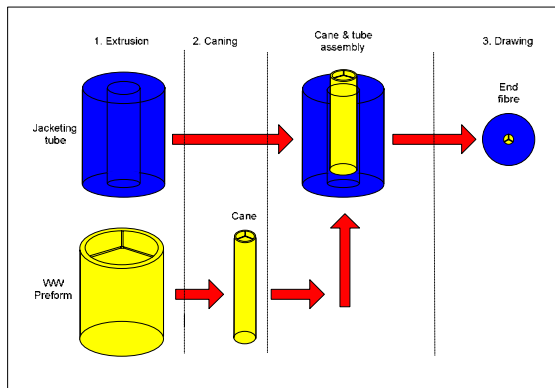 1. Extrusion
2. Caning
Cane & tube
assembly
3. Drawing
Jacketing
tube
End
fibre
Cane
WW
Preform